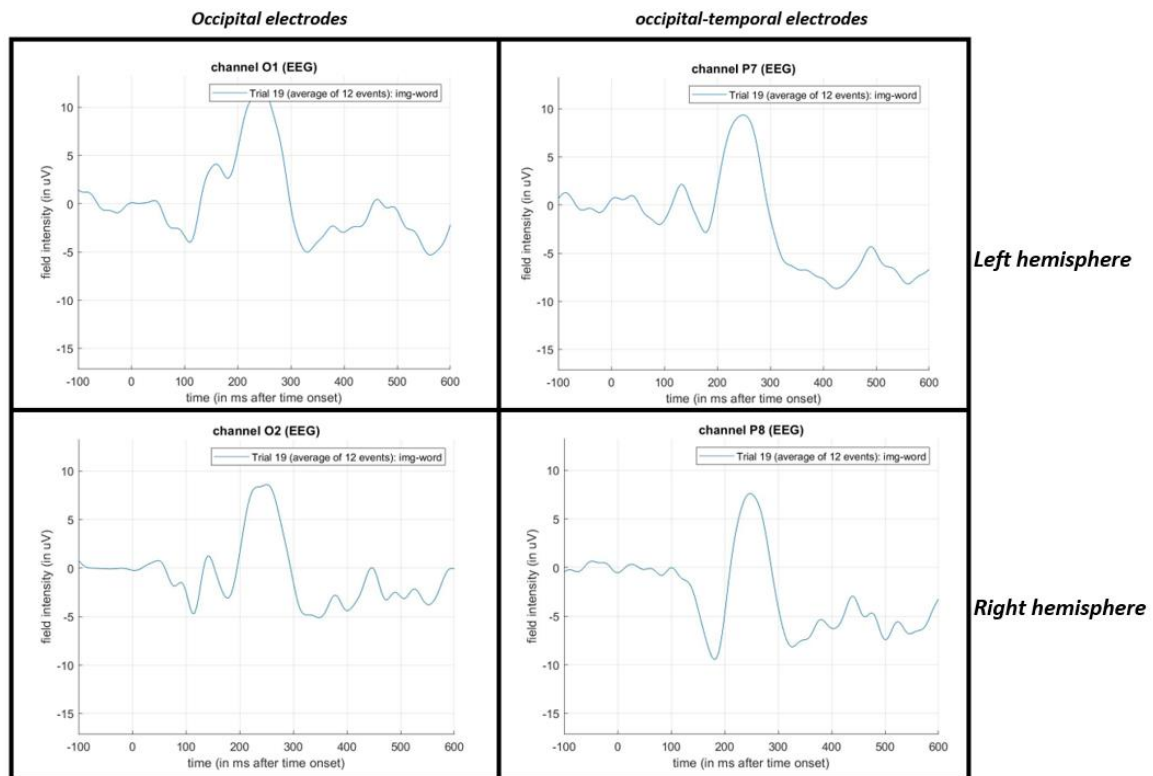 Occipital electrodes
occipital-temporal electrodes
channel O1 (EEG)
Trial 19 (average of 12 events): img-word
10
5
0
-5
-10
-15
field intensity (in uV)
-100 0 100 200 300 400 500 600
time (in ms after time onset)
channel P7 (EEG)
Trial 19 (average of 12 events): img-word
10
5
0
-5
-10
-15
field intensity (in uV)
-100 0 100 200 300 400 500 600
time (in ms after time onset)
Left hemisphere
channel O2 (EEG)
Trial 19 (average of 12 events): img-word
10
5
0
-5
-10
-15
field intensity (in uV)
-100 0 100 200 300 400 500 600
time (in ms after time onset)
channel P8 (EEG)
Trial 19 (average of 12 events): img-word
10
5
0
-5
-10
-15
field intensity (in uV)
-100 0 100 200 300 400 500 600
time (in ms after time onset)
Right hemisphere